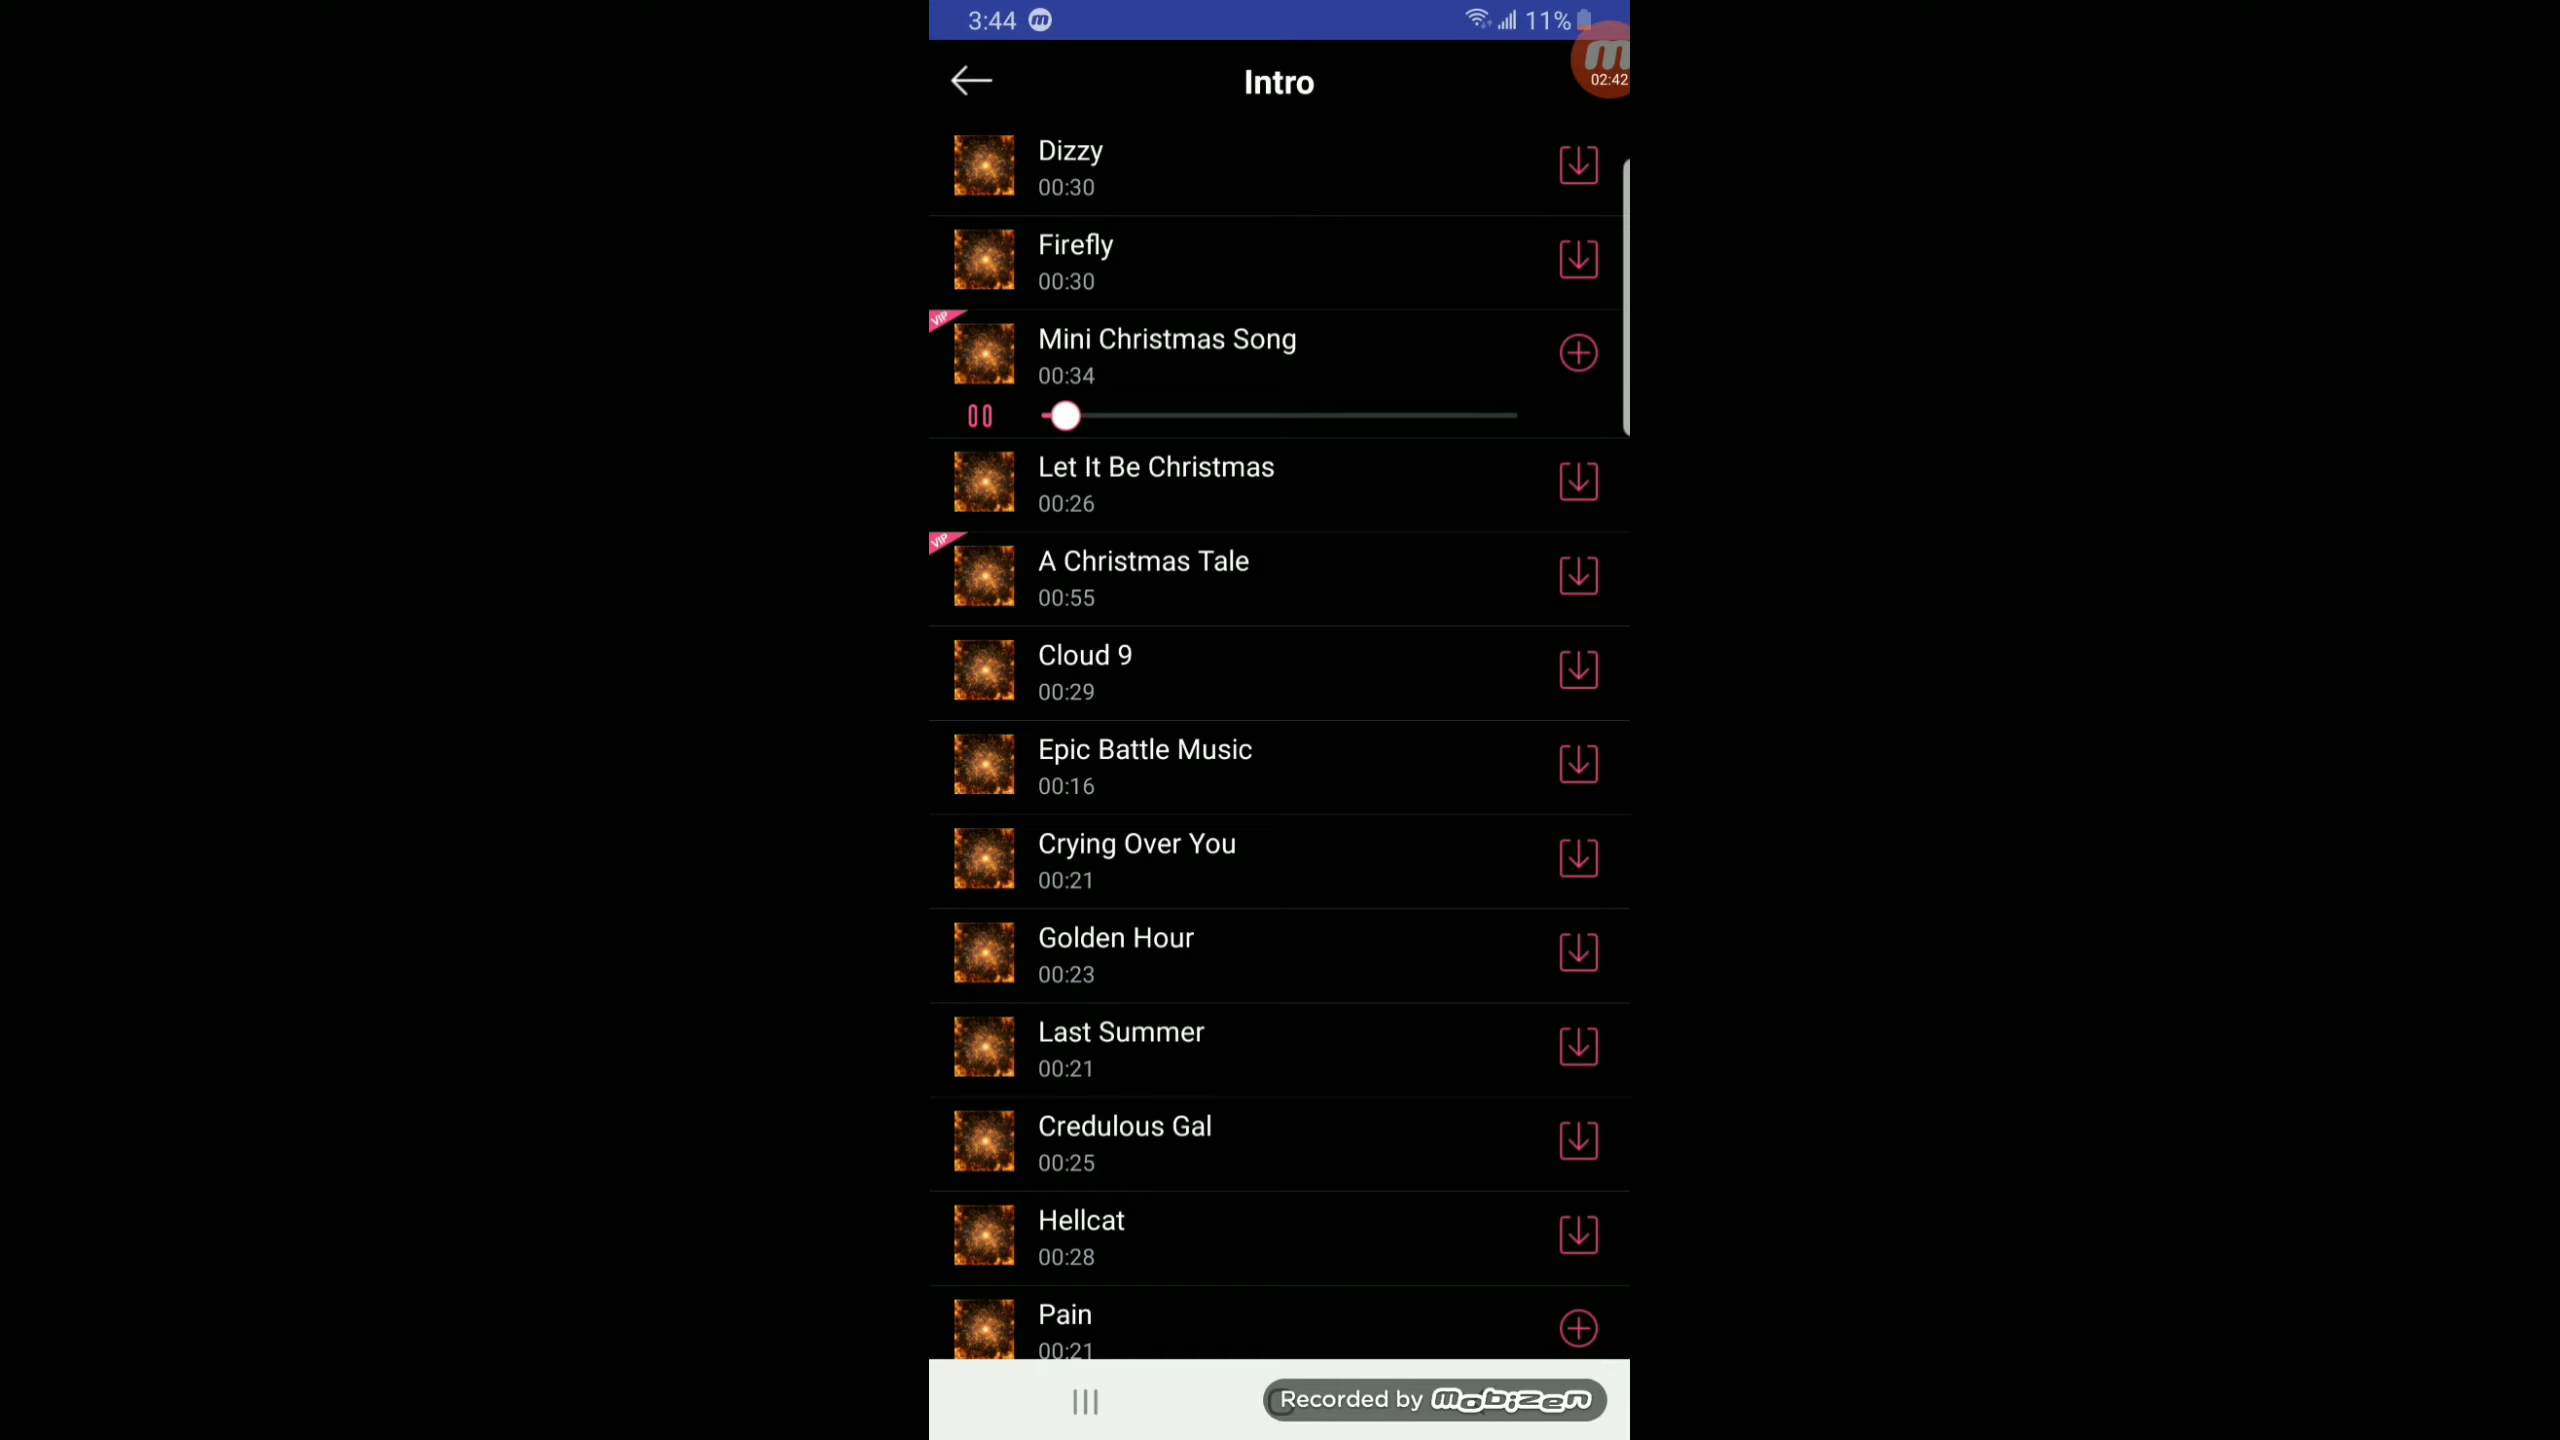 3:44
11%
02:42
Intro
Dizzy
00:30
Firefly
00:30
VIP
Mini Christmas Song
00:34
Let It Be Christmas
00:26
VIP
A Christmas Tale
00:55
Cloud 9
00:29
Epic Battle Music
00:16
Crying Over You
00:21
Golden Hour
00:23
Last Summer
00:21
Credulous Gal
00:25
Hellcat
00:28
Pain
00:21
Recorded by mobizen